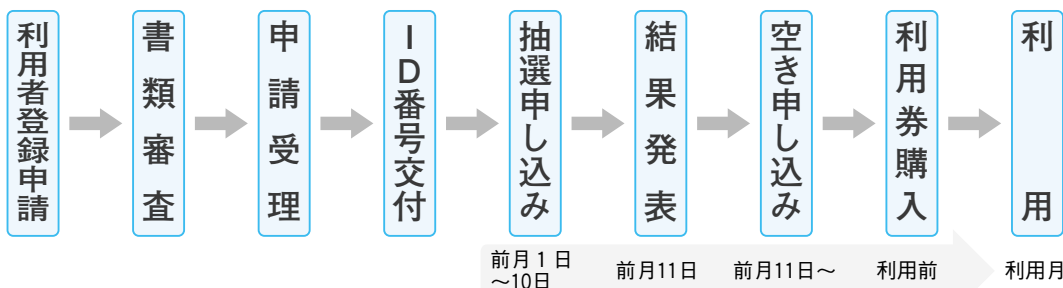 利用者登録申請
書類審査
申請受理
ID番号交付
抽選申し込み
結果発表
空き申し込み
利用券購入
利用
前月1日
~10日
前月11日
前月11日~
利用前
利用月